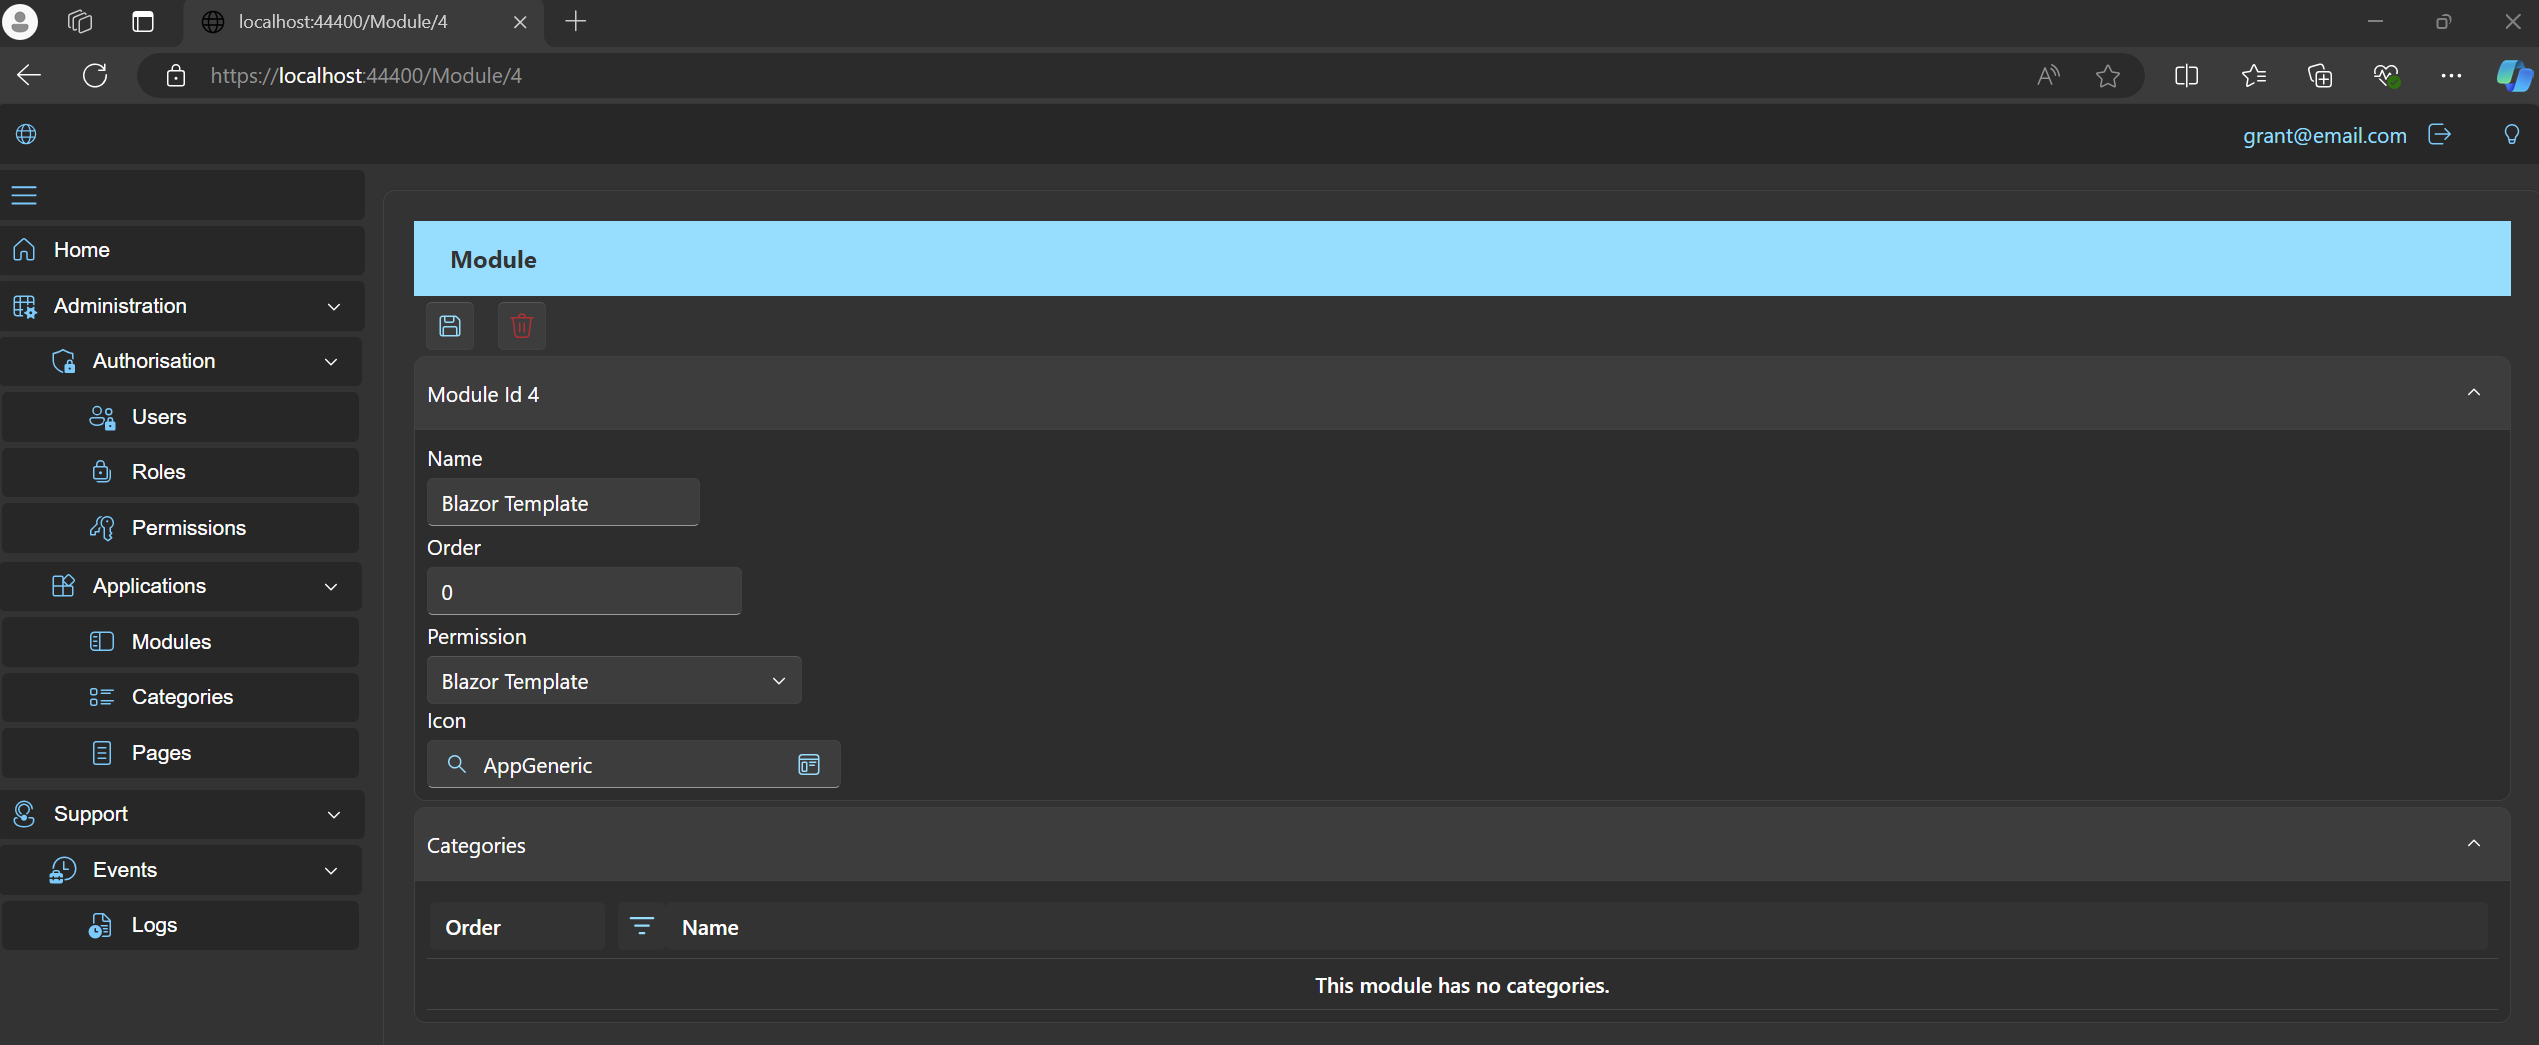 localhost:44400/Module/4
https://localhost:44400/Module/4
grant@email.com
Home
Administration
Authorisation
Users
Roles
Permissions
Applications
Modules
Categories
Pages
Support
Events
Logs
Module
Module Id 4
Name
Blazor Template
Order
0
Permission
Blazor Template
Icon
AppGeneric
Categories
Order Name
This module has no categories.